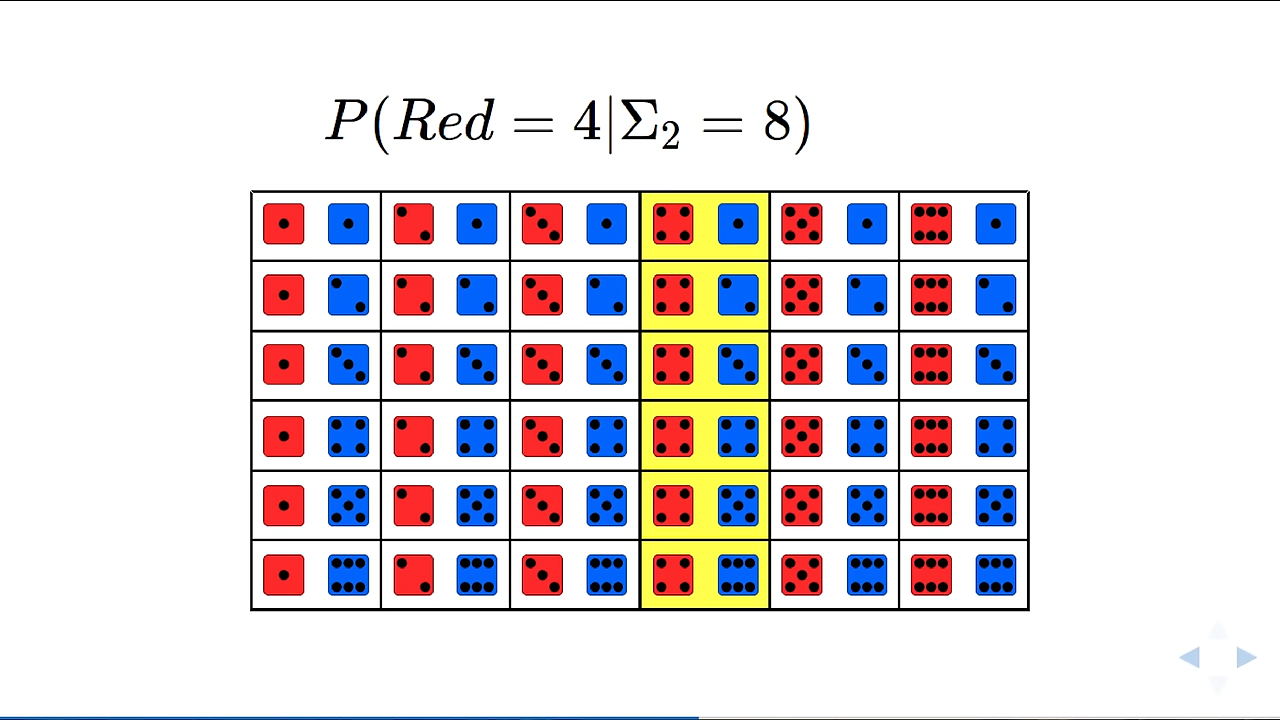 P(Red = 4|Σ₂ = 8)